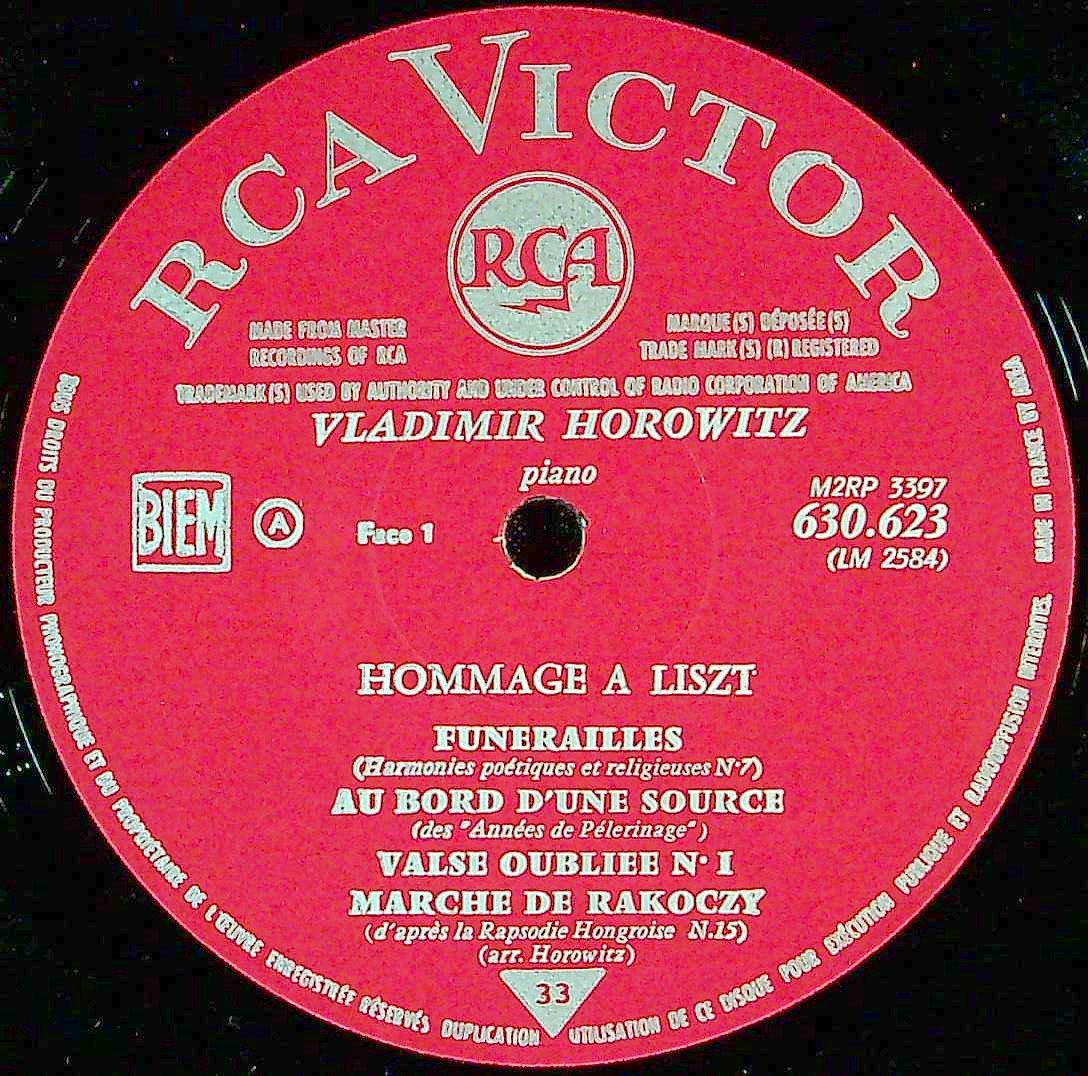 RCA VICTOR
RCA
MADE FROM MASTER
RECORDINGS OF RCA
MARQUE(S) DÉPOSÉE(S)
TRADE MARK(S) (R) REGISTERED
TRADEMARK(S) USED BY AUTHORITY AND UNDER CONTROL OF RADIO CORPORATION OF AMERICA
VLADIMIR HOROWITZ
piano
BIEM
A
Face 1
M2RP 3397
630.623
(LM 2584)
HOMMAGE A LISZT
FUNERAILLES
(Harmonies poétiques et religieuses N°7)
AU BORD D'UNE SOURCE
(des "Années de Pélerinage")
VALSE OUBLIEE N° I
MARCHE DE RAKOCZY
(d'après la Rapsodie Hongroise N.15)
(arr. Horowitz)
33
DROITS DU PRODUCTEUR PHONOGRAPHIQUE ET DU PROPRIÉTAIRE DE L'ŒUVRE ENREGISTRÉE RÉSERVÉS DUPLICATION UTILISATION DE CE DISQUE POUR EXÉCUTION PUBLIQUE ET RADIODIFFUSION INTERDITES. MADE IN FRANCE BY